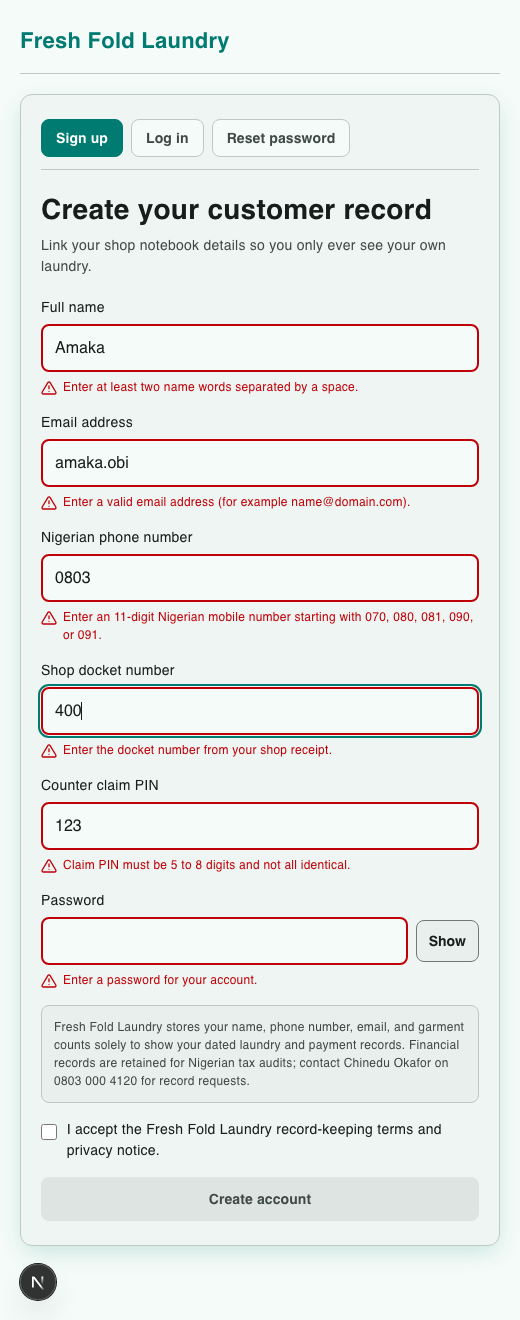 Fresh Fold Laundry
Sign up
Log in
Reset password
Create your customer record
Link your shop notebook details so you only ever see your own
laundry.
Full name
Amaka
Enter at least two name words separated by a space.
Email address
amaka.obi
Enter a valid email address (for example name@domain.com).
Nigerian phone number
0803
Enter an 11-digit Nigerian mobile number starting with 070, 080, 081, 090,
or 091.
Shop docket number
400
Enter the docket number from your shop receipt.
Counter claim PIN
123
Claim PIN must be 5 to 8 digits and not all identical.
Password
Show
Enter a password for your account.
Fresh Fold Laundry stores your name, phone number, email, and garment
counts solely to show your dated laundry and payment records. Financial
records are retained for Nigerian tax audits; contact Chinedu Okafor on
0803 000 4120 for record requests.
I accept the Fresh Fold Laundry record-keeping terms and
privacy notice.
Create account
N